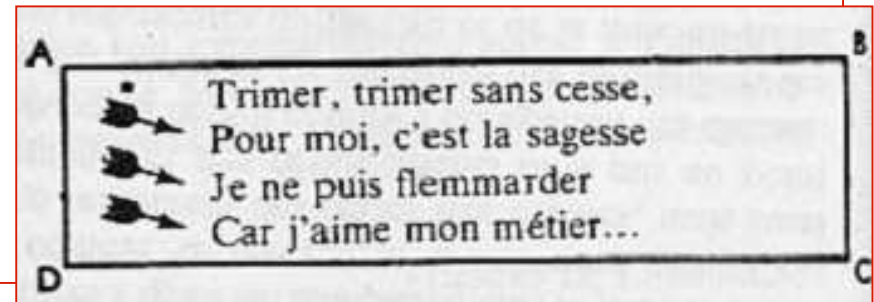 A B
Trimer, trimer sans cesse,
Pour moi, c'est la sagesse
Je ne puis flemmarder
Car j'aime mon métier...
D C